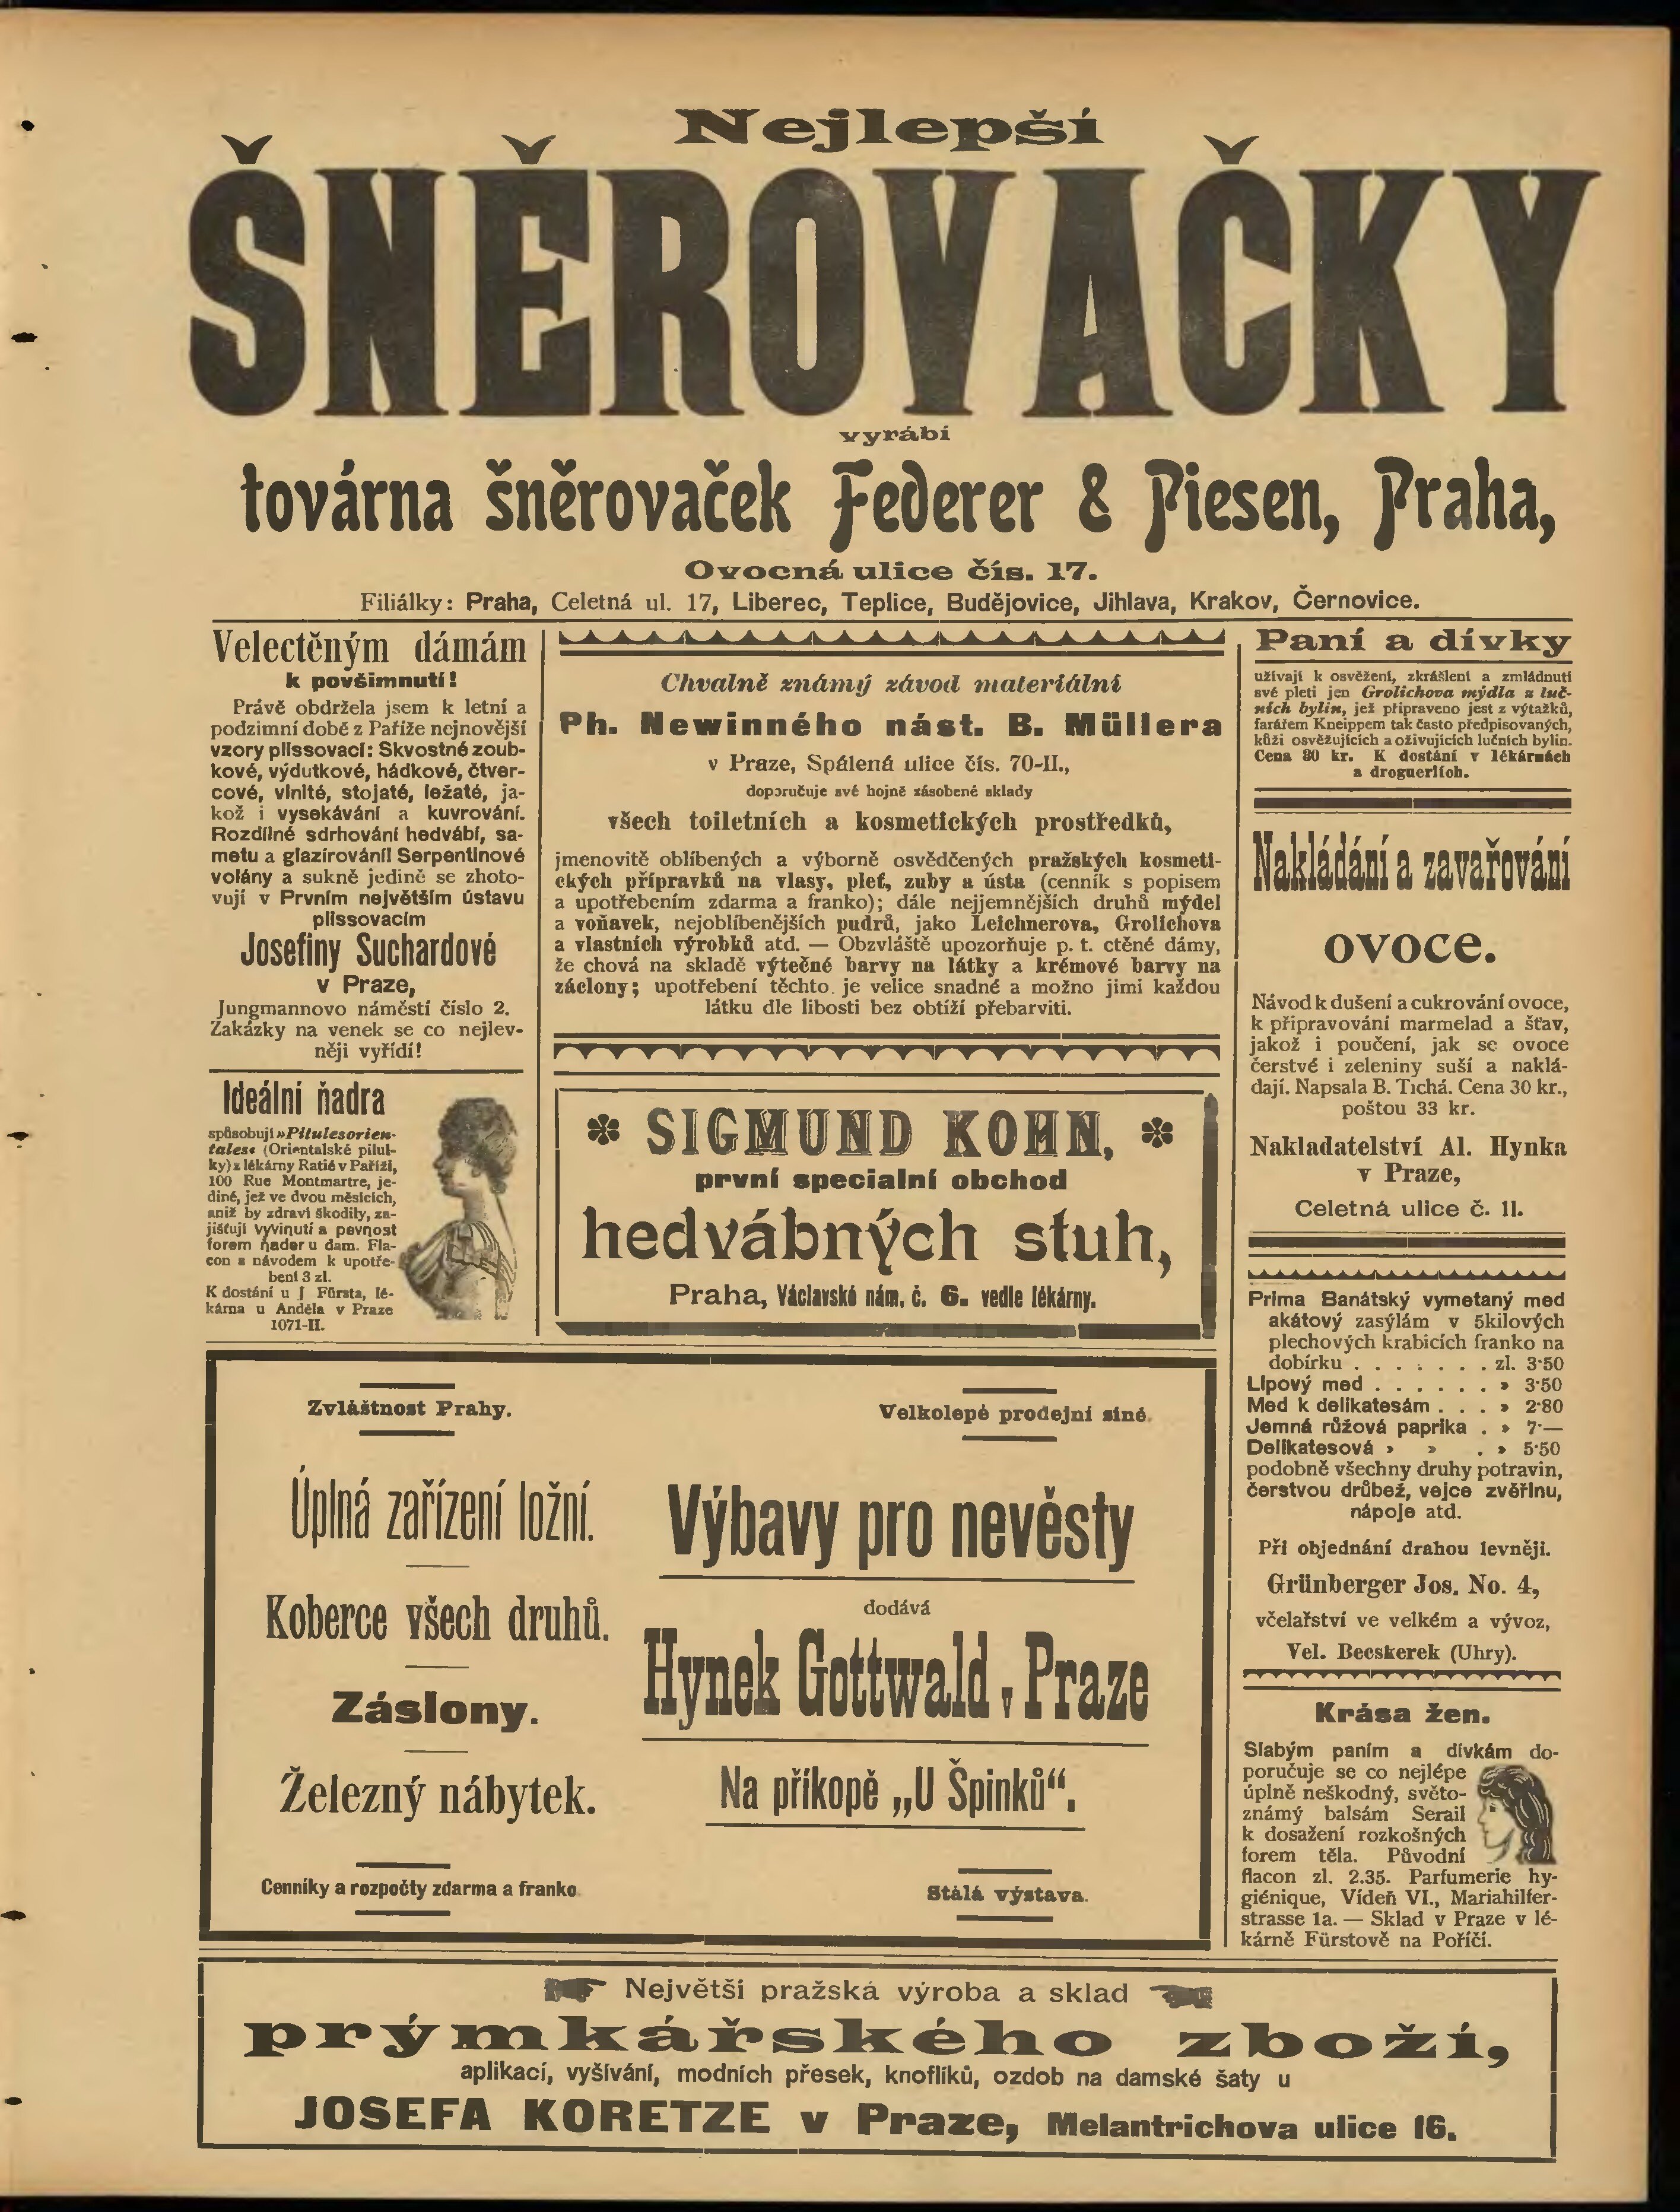 Nejlepší
ŠNĚROVAČKY
vyrábí
továrna šněrovaček Federer & Piesen, Praha,
Ovocná ulice čís. 17.
Filiálky: Praha, Celetná ul. 17, Liberec, Teplice, Budějovice, Jihlava, Krakov, Černovice.
Velectěným dámám
k povšimnutí!
Právě obdržela jsem k letní a
podzimní době z Paříže nejnovější
vzory plissovací: Skvostné zoub-
kové, výdutkové, hádkové, čtver-
cové, vlnité, stojaté, ležaté, ja-
kož i vysekávání a kuvrování.
Rozdílné sdrhování hedvábí, sa-
metu a glazírování! Serpentinové
volány a sukně jedině se zhoto-
vují v Prvním největším ústavu
plissovacím
Josefiny Suchardové
v Praze,
Jungmannovo náměstí číslo 2.
Zakázky na venek se co nejlev-
něji vyřídí!
Ideální ňadra
spůsobují »Pilulesorien-
tales« (Orientalské pilul-
ky) z lékárny Ratié v Paříži,
100 Rue Montmartre, je-
diné, jež ve dvou měsících,
aniž by zdraví škodily, za-
jišťují vyvinutí a pevnost
forem ňader u dam. Fla-
con s návodem k upotře-
bení 3 zl.
K dostání u J Fürsta, lé-
kárna u Anděla v Praze
1071-II.
Chvalně známý závod materiální
Ph. Newinného nást. B. Müllera
v Praze, Spálená ulice čís. 70-II.,
doporučuje své hojně zásobené sklady
všech toiletních a kosmetických prostředků,
jmenovitě oblíbených a výborně osvědčených pražských kosmeti-
ckých přípravků na vlasy, pleť, zuby a ústa (cenník s popisem
a upotřebením zdarma a franko); dále nejjemnějších druhů mýdel
a voňavek, nejoblíbenějších pudrů, jako Leichnerova, Grolichova
a vlastních výrobků atd. — Obzvláště upozorňuje p. t. ctěné dámy,
že chová na skladě výtečné barvy na látky a krémové barvy na
záclony; upotřebení těchto je velice snadné a možno jimi každou
látku dle libosti bez obtíží přebarviti.
SIGMUND KOHN,
první specialní obchod
hedvábných stuh,
Praha, Václavské nám. č. 6. vedle lékárny.
Paní a dívky
užívají k osvěžení, zkrášlení a zmládnutí
své pleti jen Grolichova mýdla z luč-
ních bylin, jež připraveno jest z výtažků,
farářem Kneippem tak často předpisovaných,
kůži osvěžujících a oživujících lučních bylin.
Cena 30 kr. K dostání v lékárnách
a drogueriích.
Nakládání a zavařování
ovoce.
Návod k dušení a cukrování ovoce,
k připravování marmelad a šťav,
jakož i poučení, jak se ovoce
čerstvé i zeleniny suší a naklá-
dají. Napsala B. Tichá. Cena 30 kr.,
poštou 33 kr.
Nakladatelství Al. Hynka
v Praze,
Celetná ulice č. 11.
Prima Banátský vymetaný med
akátový zasýlám v 5kilových
plechových krabicích franko na
dobírku . . . . . . . zl. 3·50
Lipový med . . . . . . » 3·50
Med k delikatesám . . . » 2·80
Jemná růžová paprika . » 7·—
Delikatesová » » . » 5·50
podobně všechny druhy potravin,
čerstvou drůbež, vejce zvěřinu,
nápoje atd.
Při objednání drahou levněji.
Grünberger Jos. No. 4,
včelařství ve velkém a vývoz,
Vel. Becskerek (Uhry).
Krása žen.
Slabým paním a dívkám do-
poručuje se co nejlépe
úplně neškodný, světo-
známý balsám Serail
k dosažení rozkošných
forem těla. Původní
flacon zl. 2.35. Parfumerie hy-
giénique, Vídeň VI., Mariahilfer-
strasse 1a. — Sklad v Praze v lé-
kárně Fürstově na Poříčí.
Zvláštnost Prahy.
Úplná zařízení ložní.
Koberce všech druhů.
Záslony.
Železný nábytek.
Cenníky a rozpočty zdarma a franko
Velkolepé prodejní síně.
Výbavy pro nevěsty
dodává
Hynek Gottwald v Praze
Na příkopě „U Špinků“.
Stálá výstava.
Největší pražská výroba a sklad
prýmkářského zboží,
aplikací, vyšívání, modních přesek, knoflíků, ozdob na damské šaty u
JOSEFA KORETZE v Praze, Melantrichova ulice 16.